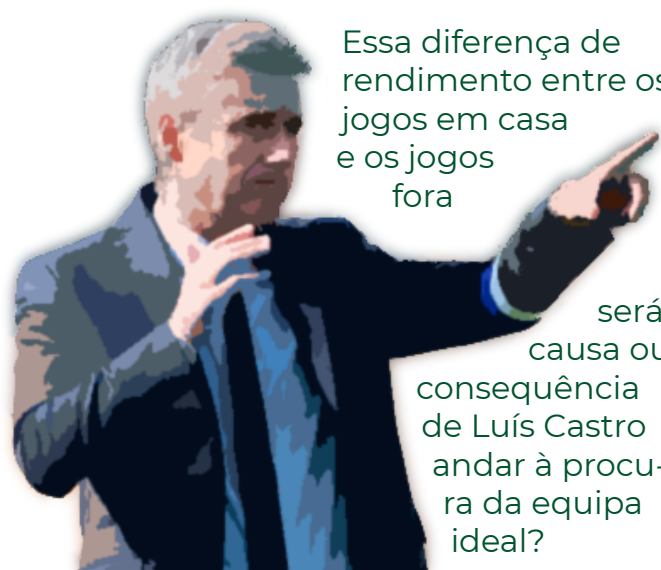 Essa diferença de
rendimento entre os
jogos em casa
e os jogos
fora
será
causa ou
consequência
de Luís Castro
andar à procu-
ra da equipa
ideal?